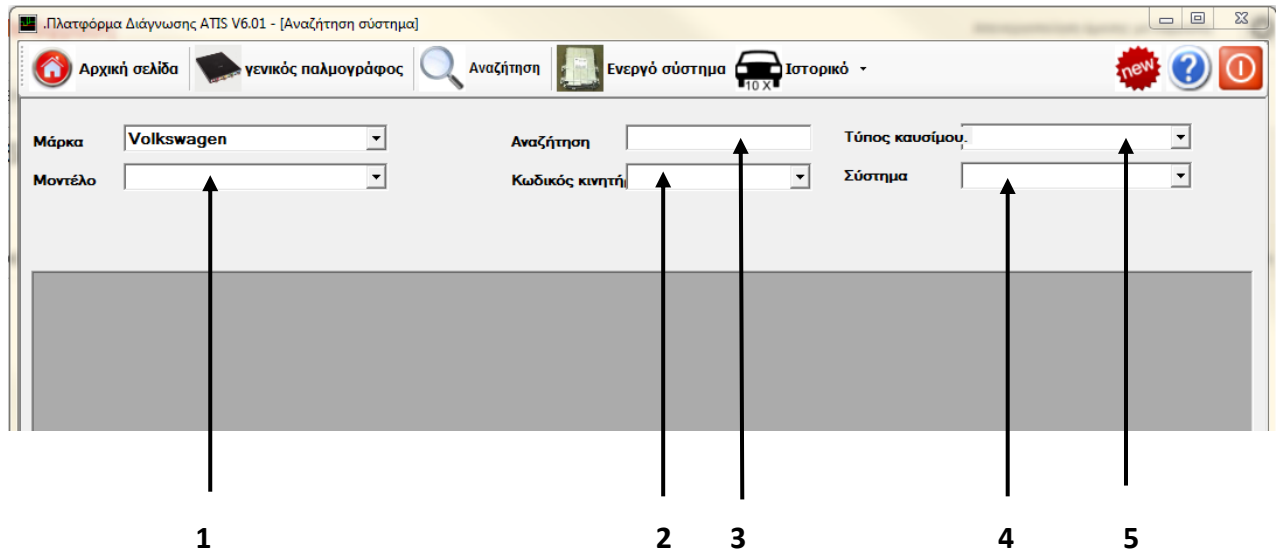 .Πλατφόρμα Διάγνωσης ATIS V6.01 - [Αναζήτηση σύστημα]
Αρχική σελίδα γενικός παλμογράφος Αναζήτηση Ενεργό σύστημα 10 X Ιστορικό new ?
Μάρκα Volkswagen Αναζήτηση Τύπος καυσίμου.
Μοντέλο Κωδικός κινητή Σύστημα
1 2 3 4 5